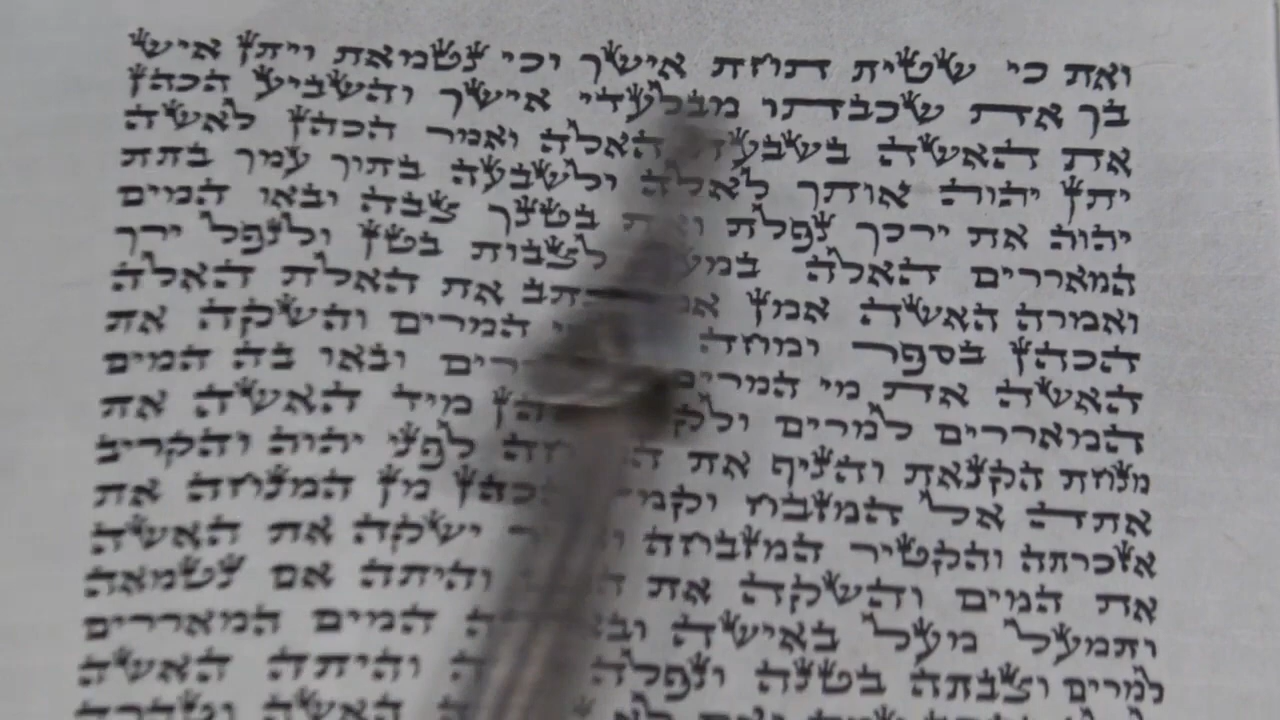 ואת כי שטית תחת אישך וכי נטמאת ויתן איש
בך את שכבתו מבלעדי אישך והשביע הכהן
את האשה בשבעת האלה ואמר הכהן לאשה
יתן יהוה אותך לאלה ולשבעה בתוך עמך בתת
יהוה את ירכך נפלת ואת בטנך צבה ובאו המים
המאררים האלה לצבות בטן ולנפל ירך
ואמרה האשה אמן את האלת האלה
הכהן בספר ומחה המרים והשקה את
האשה את מי המרים ובאו בה המים
המאררים למרים ולקח מיד האשה את
מנחת הקנאת והניף את לפני יהוה והקריב
אתה אל המזבח וקמץ הכהן מן המנחה את
אזכרתה והקטיר המזבחה ישקה את האשה
את המים והשקה את והיתה אם נטמאה
ותמעל מעל באישה המים המאררים
למרים וצבתה בטנה ונפלה והיתה האשה
האשה וטהרה